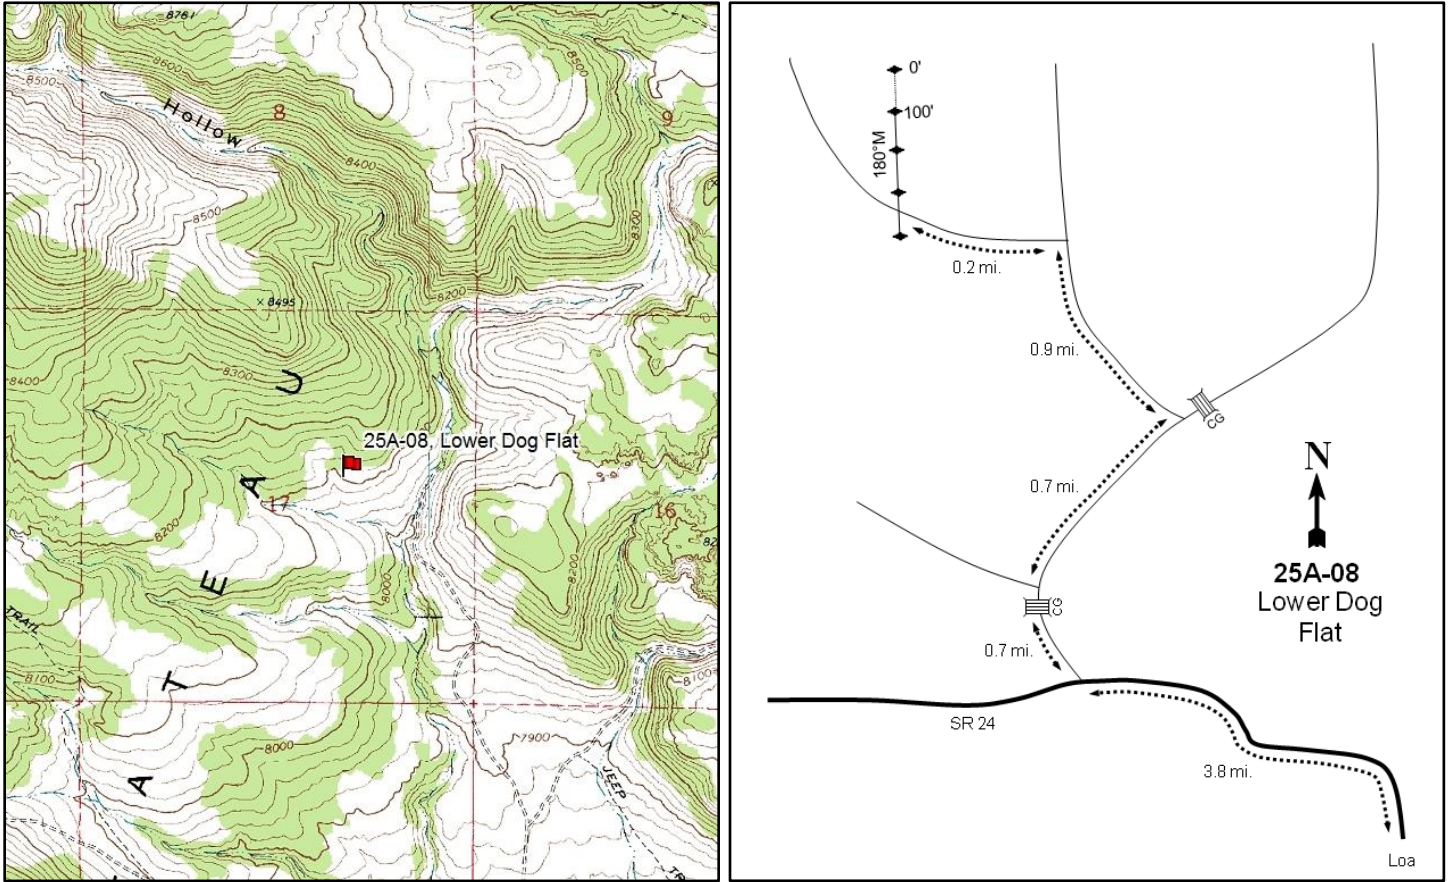 8761
8500
8600
8500
Hollow
8
9
8400
8500
8300
8200
× 8495
8300
8400
U
25A-08, Lower Dog Flat
A
17
16
8200
8200
82
E
8000
TRAIL
T
8100
8100
7900
8000
A
JEEP
TR
0'
100'
180°M
0.2 mi.
0.9 mi.
CG
0.7 mi.
N
25A-08
Lower Dog
Flat
CG
0.7 mi.
SR 24
3.8 mi.
Loa